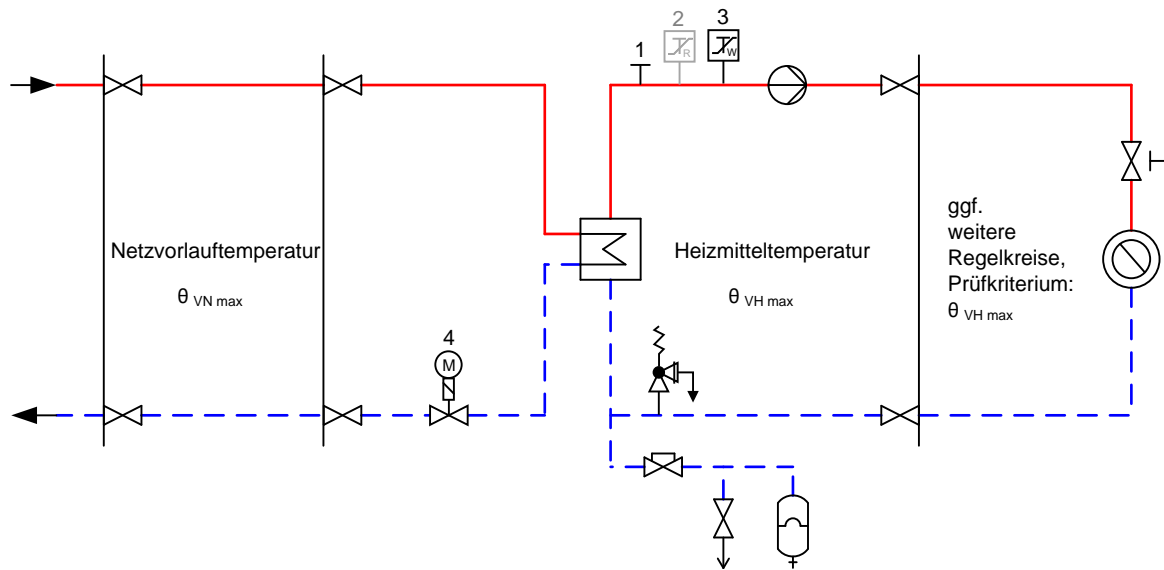 1
2
3
T R
T W
Netzvorlauftemperatur
θ VN max
Heizmitteltemperatur
θ VH max
ggf.
weitere
Regelkreise,
Prüfkriterium:
θ VH max
4
M